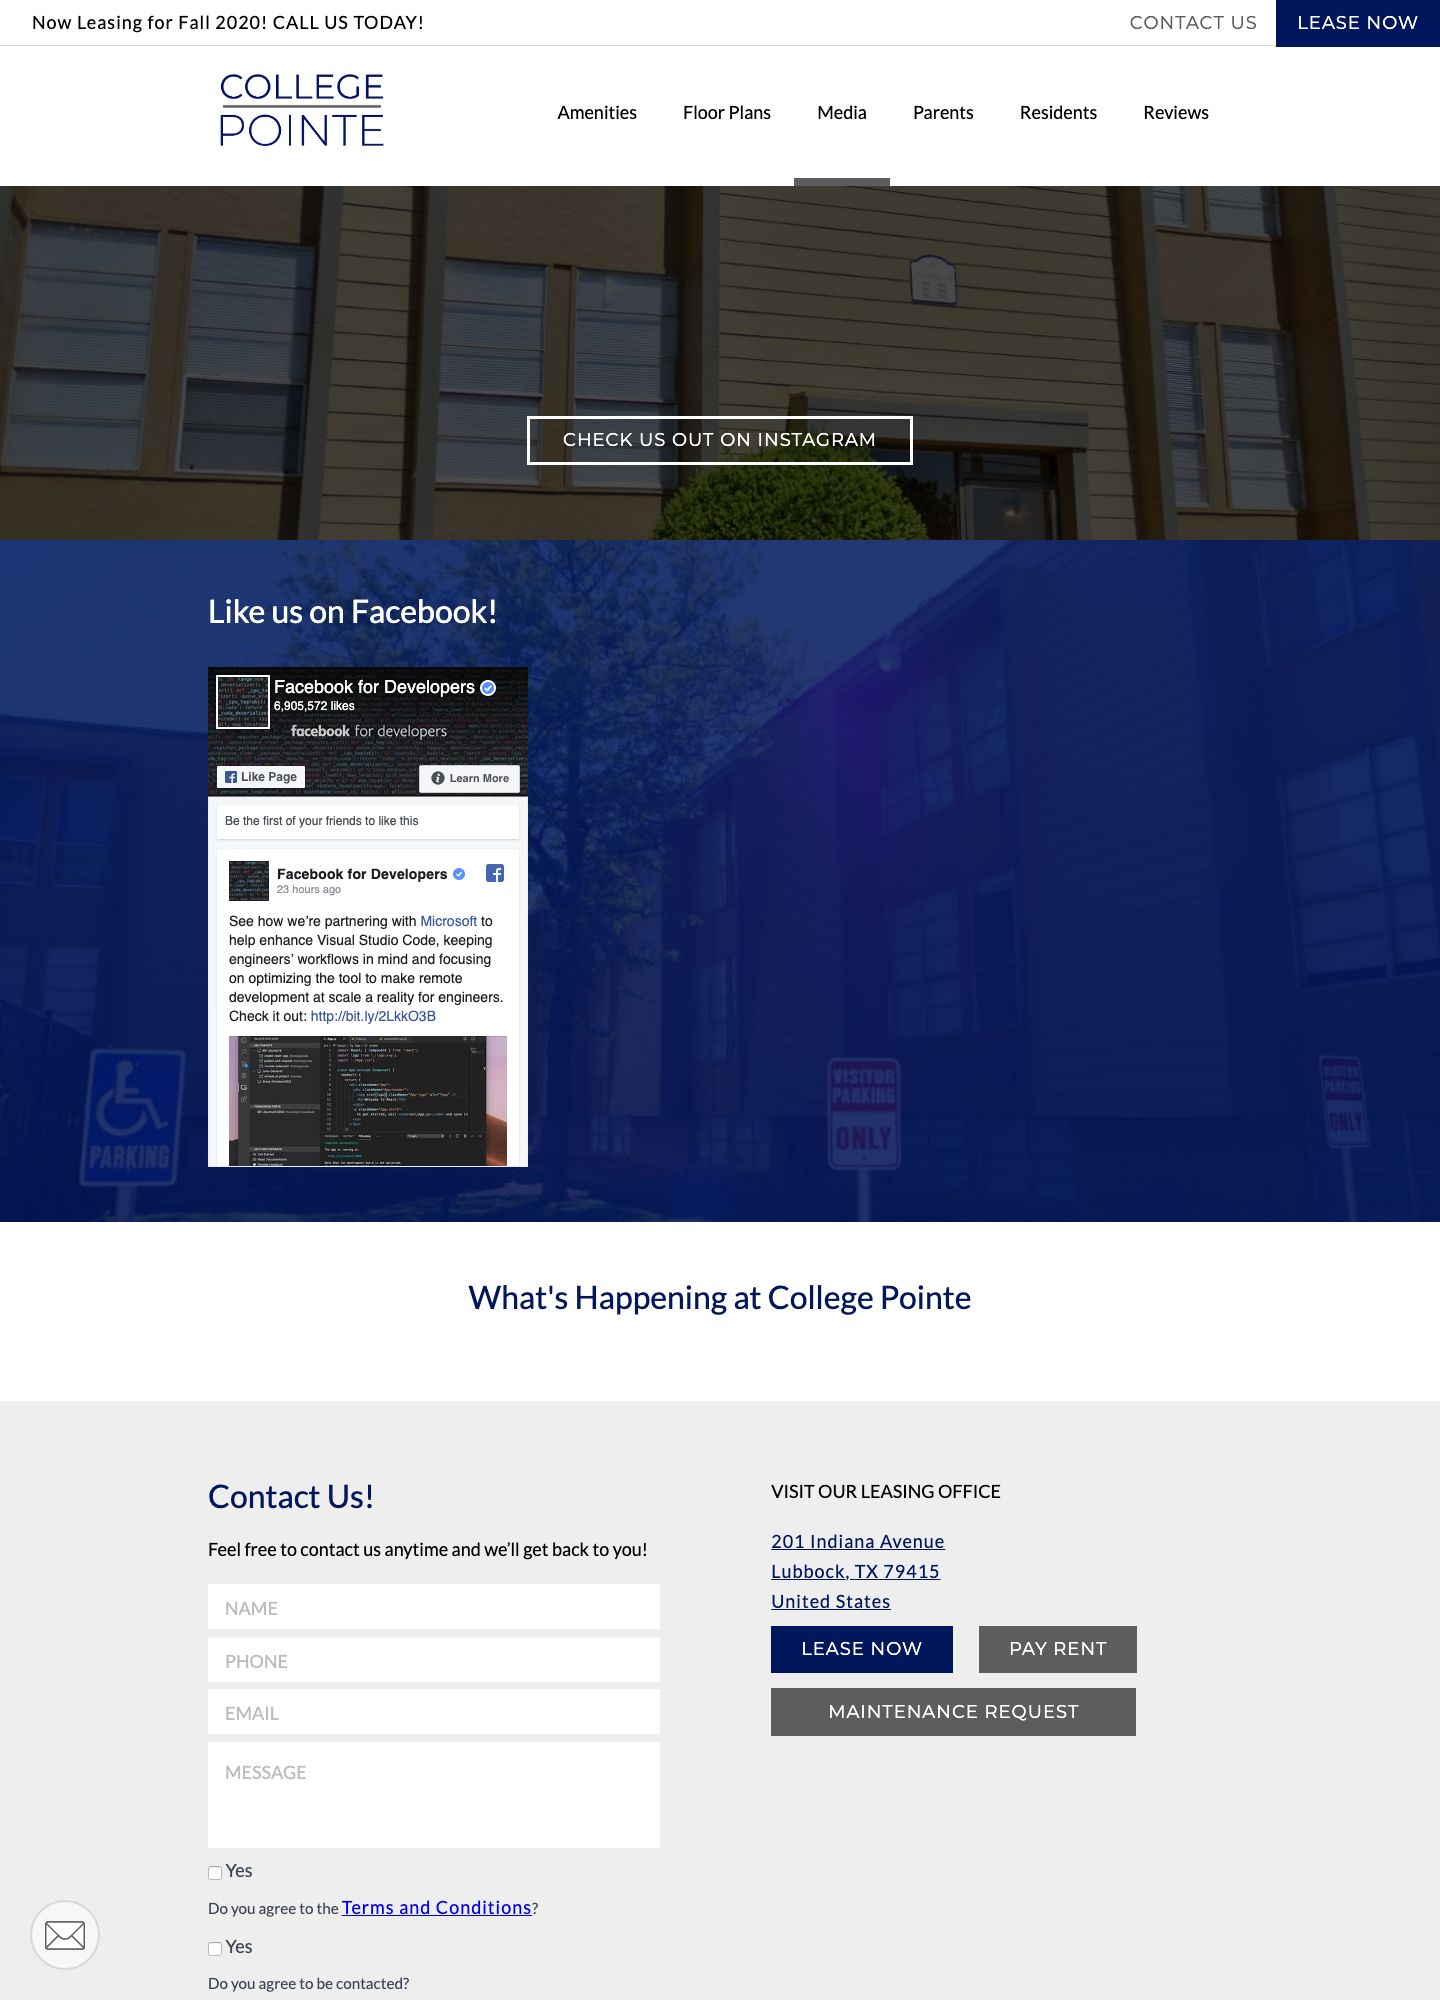 Now Leasing for Fall 2020! CALL US TODAY!
CONTACT US
LEASE NOW
COLLEGE
POINTE
Amenities
Floor Plans
Media
Parents
Residents
Reviews
CHECK US OUT ON INSTAGRAM
Like us on Facebook!
Facebook for Developers
6,905,572 likes
facebook for developers
Like Page
Learn More
Be the first of your friends to like this
Facebook for Developers
23 hours ago
See how we’re partnering with Microsoft to
help enhance Visual Studio Code, keeping
engineers’ workflows in mind and focusing
on optimizing the tool to make remote
development at scale a reality for engineers.
Check it out: http://bit.ly/2LkkO3B
PARKING
VISITOR
PARKING
ONLY
VISITOR
PARKING
ONLY
What's Happening at College Pointe
Contact Us!
Feel free to contact us anytime and we’ll get back to you!
NAME
PHONE
EMAIL
MESSAGE
Yes
Do you agree to the Terms and Conditions?
Yes
Do you agree to be contacted?
VISIT OUR LEASING OFFICE
201 Indiana Avenue
Lubbock, TX 79415
United States
LEASE NOW
PAY RENT
MAINTENANCE REQUEST